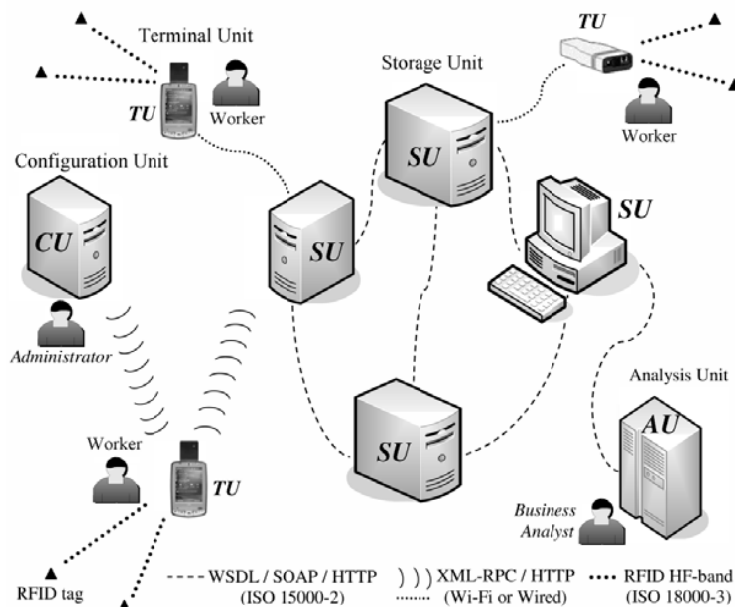 Terminal Unit
TU
Worker
Storage Unit
TU
Worker
Configuration Unit
CU
Administrator
SU
SU
SU
SU
Worker
TU
Analysis Unit
AU
Business
Analyst
RFID tag
WSDL / SOAP / HTTP
(ISO 15000-2)
XML-RPC / HTTP
(Wi-Fi or Wired)
RFID HF-band
(ISO 18000-3)